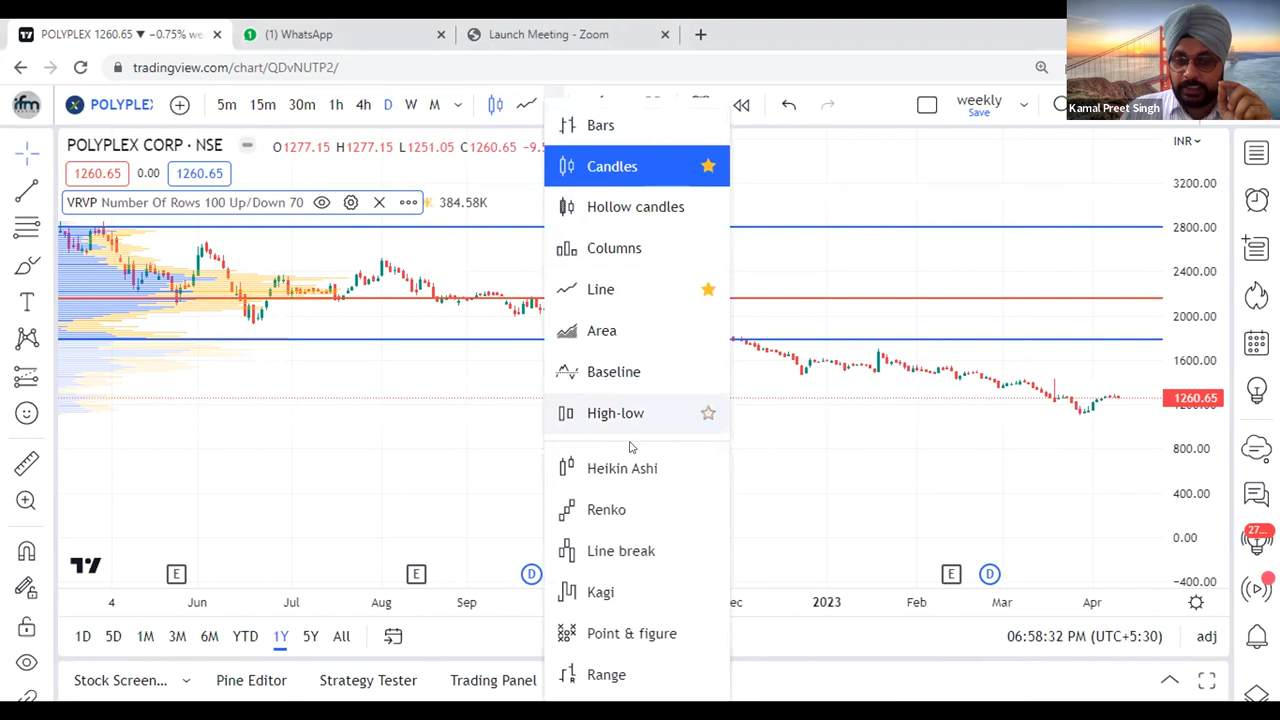 POLYPLEX 1260.65 ▼ −0.75% we
(1) WhatsApp
Launch Meeting - Zoom
tradingview.com/chart/QDvNUTP2/
Kamal Preet Singh
ifm
POLYPLEX
5m 15m 30m 1h 4h D W M
weekly
Save
POLYPLEX CORP · NSE
O1277.15 H1277.15 L1251.05 C1260.65
INR
1260.65 0.00 1260.65
VRVP Number Of Rows 100 Up/Down 70
384.58K
Bars
Candles
Hollow candles
Columns
Line
Area
Baseline
High-low
Heikin Ashi
Renko
Line break
Kagi
Point & figure
Range
3200.00
2800.00
2400.00
2000.00
1600.00
1260.65
800.00
400.00
0.00
−400.00
27...
E E D E D
4 Jun Jul Aug Sep 2023 Feb Mar Apr
1D 5D 1M 3M 6M YTD 1Y 5Y All
06:58:32 PM (UTC+5:30) adj
Stock Screen... Pine Editor Strategy Tester Trading Panel